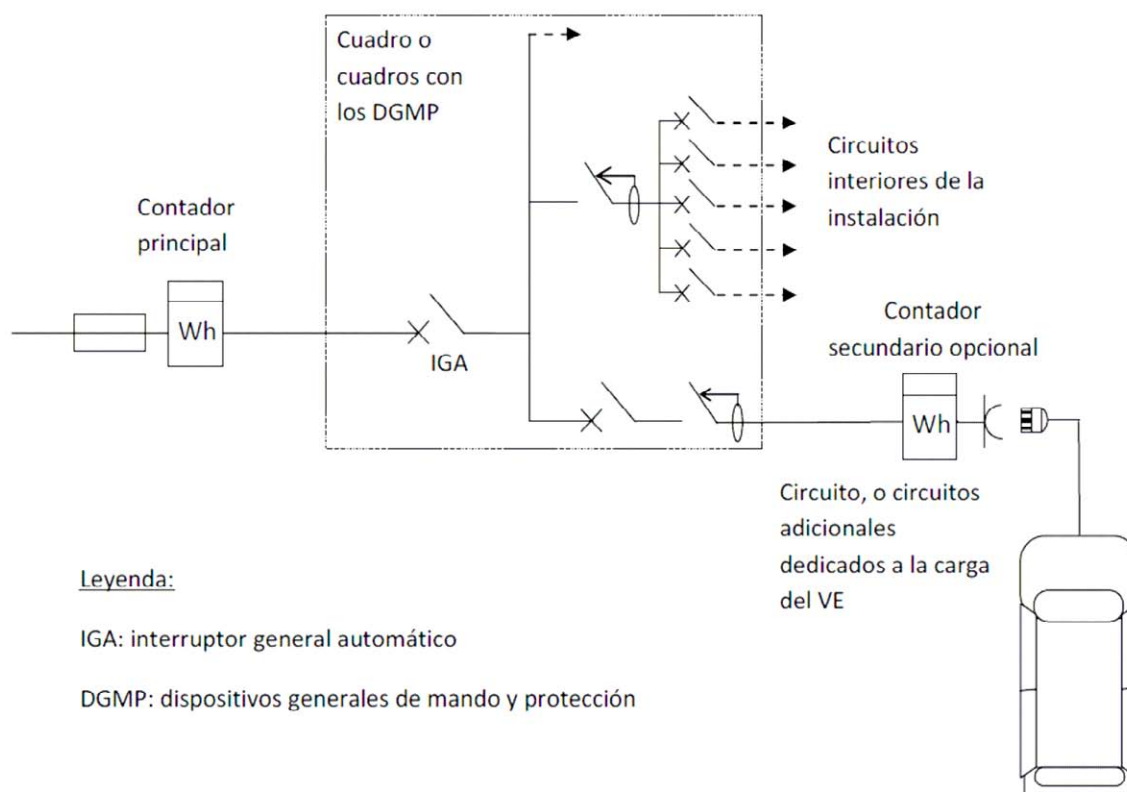 Cuadro o
cuadros con
los DGMP
Circuitos
interiores de la
instalación
Contador
principal
Wh
IGA
Contador
secundario opcional
Wh
Circuito, o circuitos
adicionales
dedicados a la carga
del VE
Leyenda:
IGA: interruptor general automático
DGMP: dispositivos generales de mando y protección